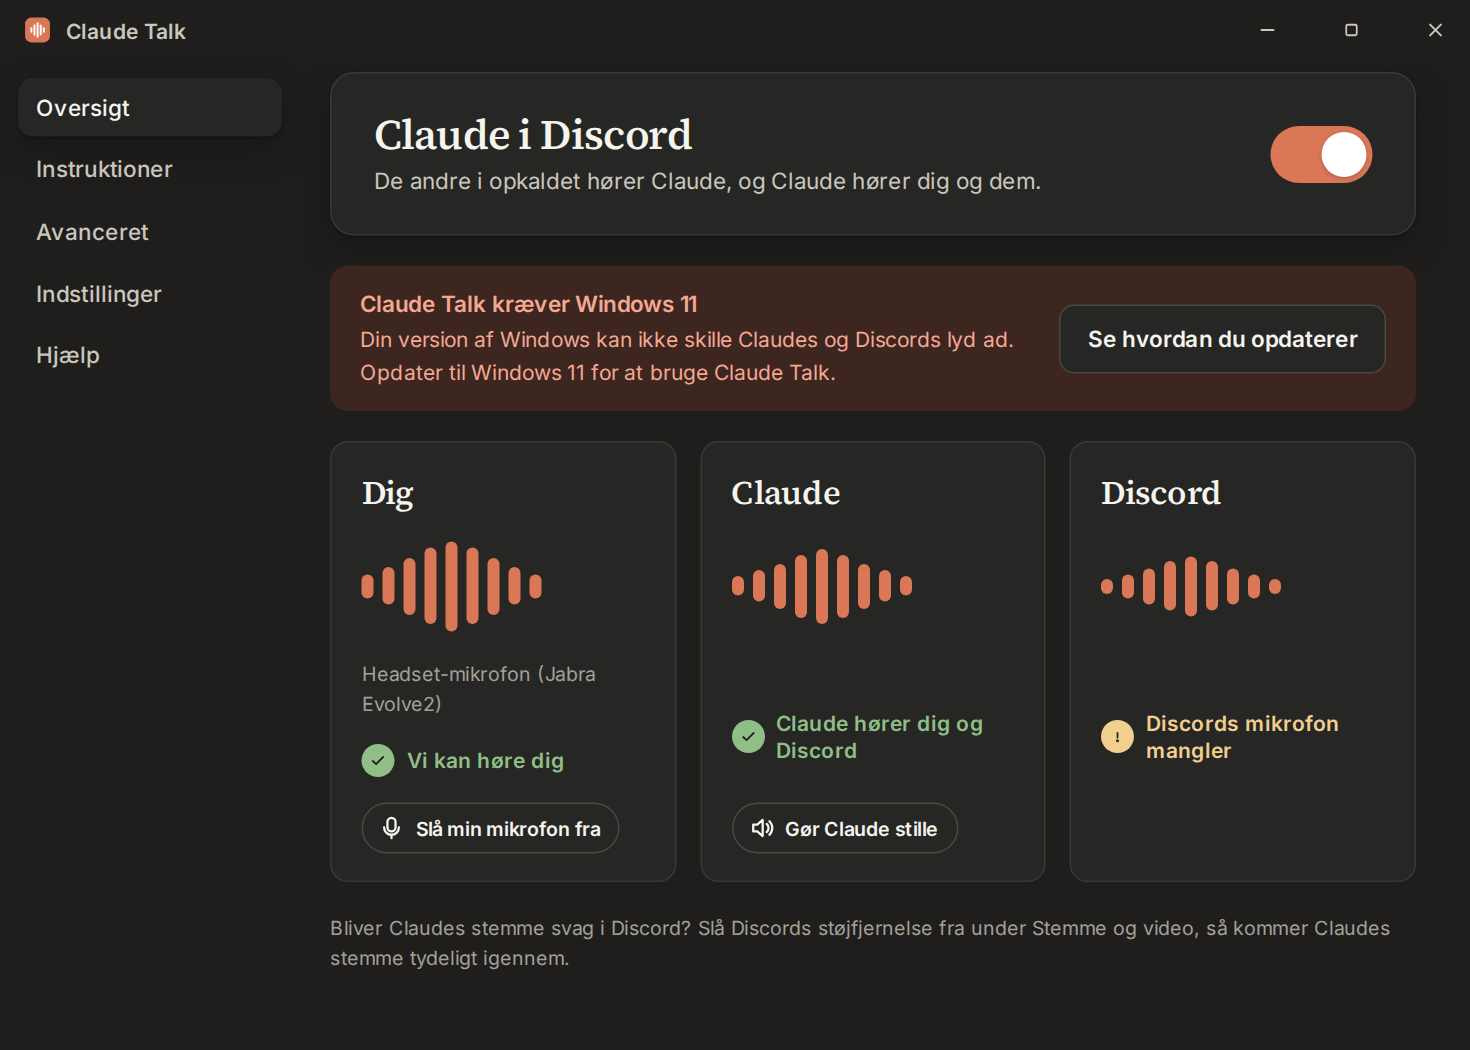 Claude Talk
Oversigt
Instruktioner
Avanceret
Indstillinger
Hjælp
Claude i Discord
De andre i opkaldet hører Claude, og Claude hører dig og dem.
Claude Talk kræver Windows 11
Din version af Windows kan ikke skille Claudes og Discords lyd ad.
Opdater til Windows 11 for at bruge Claude Talk.
Se hvordan du opdaterer
Dig
Headset-mikrofon (Jabra
Evolve2)
Vi kan høre dig
Slå min mikrofon fra
Claude
Claude hører dig og
Discord
Gør Claude stille
Discord
Discords mikrofon
mangler
Bliver Claudes stemme svag i Discord? Slå Discords støjfjernelse fra under Stemme og video, så kommer Claudes
stemme tydeligt igennem.